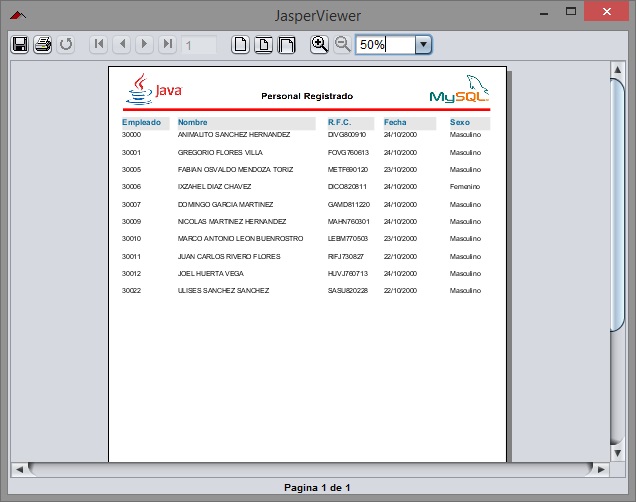 JasperViewer
1
50%
Java
Personal Registrado
MySQL
Empleado Nombre R.F.C. Fecha Sexo
30000 ANIMALITO SANCHEZ HERNANDEZ DIVG800910 24/10/2000 Masculino
30001 GREGORIO FLORES VILLA FOVG760613 24/10/2000 Masculino
30005 FABIAN OSVALDO MENDOZA TORIZ METF690120 23/10/2000 Masculino
30006 IXZAHEL DIAZ CHAVEZ DICO820811 24/10/2000 Femenino
30007 DOMINGO GARCIA MARTINEZ GAMD811220 24/10/2000 Masculino
30009 NICOLAS MARTINEZ HERNANDEZ MAHN760301 24/10/2000 Masculino
30010 MARCO ANTONIO LEON BUENROSTRO LEBM770503 23/10/2000 Masculino
30011 JUAN CARLOS RIVERO FLORES RIFJ730827 22/10/2000 Masculino
30012 JOEL HUERTA VEGA HUVJ760713 24/10/2000 Masculino
30022 ULISES SANCHEZ SANCHEZ SASU820228 22/10/2000 Masculino
Pagina 1 de 1